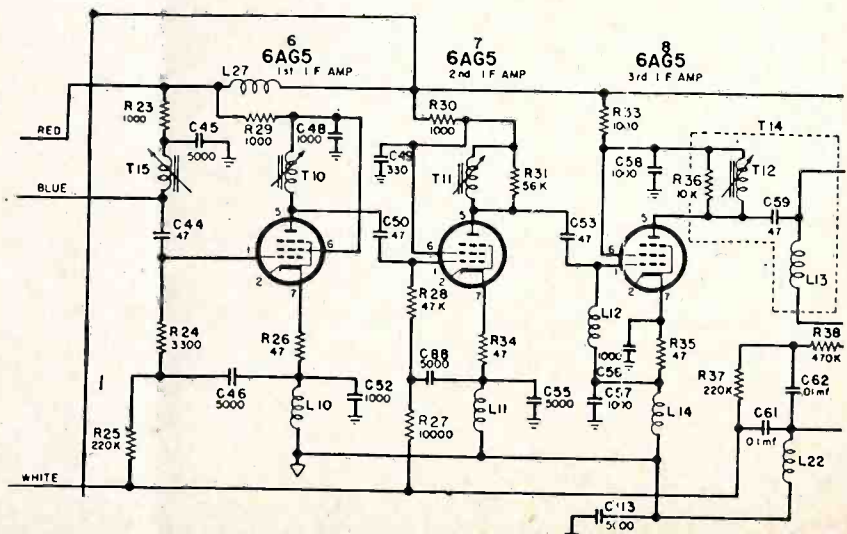 6
6AG5
1st I F AMP
7
6AG5
2nd I F AMP
8
6AG5
3rd I F AMP
L27
RED
R23
1000
C45
5000
R29
1000
C48
1000
R30
1000
C49
330
R33
1000
C58
1000
T14
T15
T10
T11
R31
56K
R36
10K
T12
C59
47
BLUE
C44
47
5
1
6
2
7
C50
47
5
6
1
2
7
C53
47
5
6
1
2
7
L13
R24
3300
R26
47
R28
47K
R34
47
L12
1000
C56
R35
47
R38
470K
C46
5000
C52
1000
C88
5000
C55
5000
C57
1000
R37
220K
C62
.01mf
R25
220K
L10
R27
10000
L11
L14
C61
01mf
L22
WHITE
C113
5000